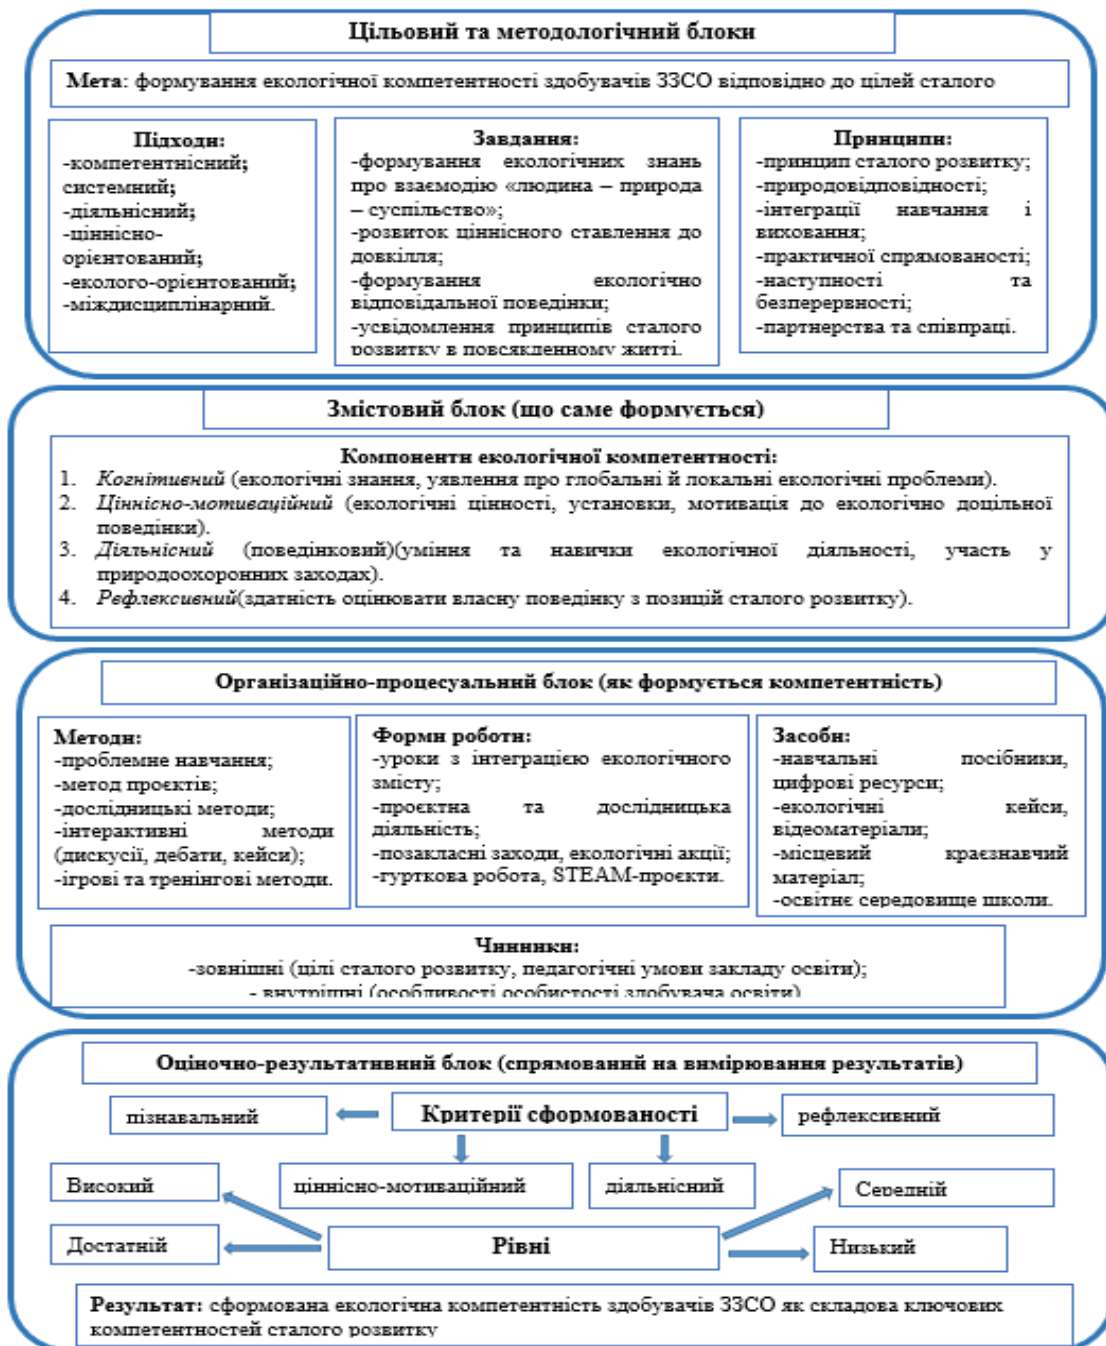 Цільовий та методологічний блоки
Мета: формування екологічної компетентності здобувачів ЗЗСО відповідно до цілей сталого
Підходи:
-компетентнісний;
системний;
-діяльнісний;
-ціннісно-
орієнтований;
-еколого-орієнтований;
-міждисциплінарний.
Завдання:
-формування екологічних знань
про взаємодію «людина – природа
– суспільство»;
-розвиток ціннісного ставлення до
довкілля;
-формування екологічно
відповідальної поведінки;
-усвідомлення принципів сталого
розвитку в повсякденному житті.
Принципи:
-принцип сталого розвитку;
-природовідповідності;
-інтеграції навчання і
виховання;
-практичної спрямованості;
-наступності та
безперервності;
-партнерства та співпраці.
Змістовий блок (що саме формується)
Компоненти екологічної компетентності:
1. Когнітивний (екологічні знання, уявлення про глобальні й локальні екологічні проблеми).
2. Ціннісно-мотиваційний (екологічні цінності, установки, мотивація до екологічно доцільної
поведінки).
3. Діяльнісний (поведінковий)(уміння та навички екологічної діяльності, участь у
природоохоронних заходах).
4. Рефлексивний(здатність оцінювати власну поведінку з позицій сталого розвитку).
Організаційно-процесуальний блок (як формується компетентність)
Методи:
-проблемне навчання;
-метод проєктів;
-дослідницькі методи;
-інтерактивні методи
(дискусії, дебати, кейси);
-ігрові та тренінгові методи.
Форми роботи:
-уроки з інтеграцією екологічного
змісту;
-проєктна та дослідницька
діяльність;
-позакласні заходи, екологічні акції;
-гурткова робота, STEAM-проєкти.
Засоби:
-навчальні посібники,
цифрові ресурси;
-екологічні кейси,
відеоматеріали;
-місцевий краєзнавчий
матеріал;
-освітнє середовище школи.
Чинники:
-зовнішні (цілі сталого розвитку, педагогічні умови закладу освіти);
- внутрішні (особливості особистості здобувача освіти)
Оціночно-результативний блок (спрямований на вимірювання результатів)
пізнавальний
Критерії сформованості
рефлексивний
Високий
ціннісно-мотиваційний
діяльнісний
Середній
Достатній
Рівні
Низький
Результат: сформована екологічна компетентність здобувачів ЗЗСО як складова ключових
компетентностей сталого розвитку